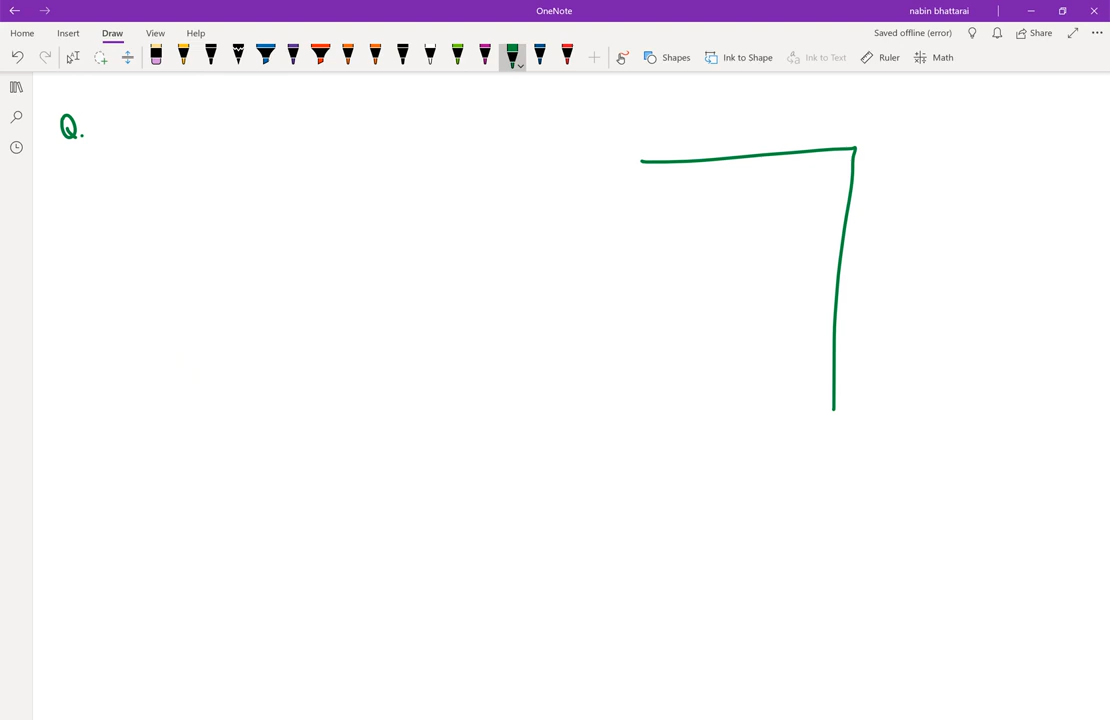 OneNote
nabin bhattarai
Home Insert Draw View Help
Saved offline (error)
Share
Shapes
Ink to Shape
Ink to Text
Ruler
Math
Q.